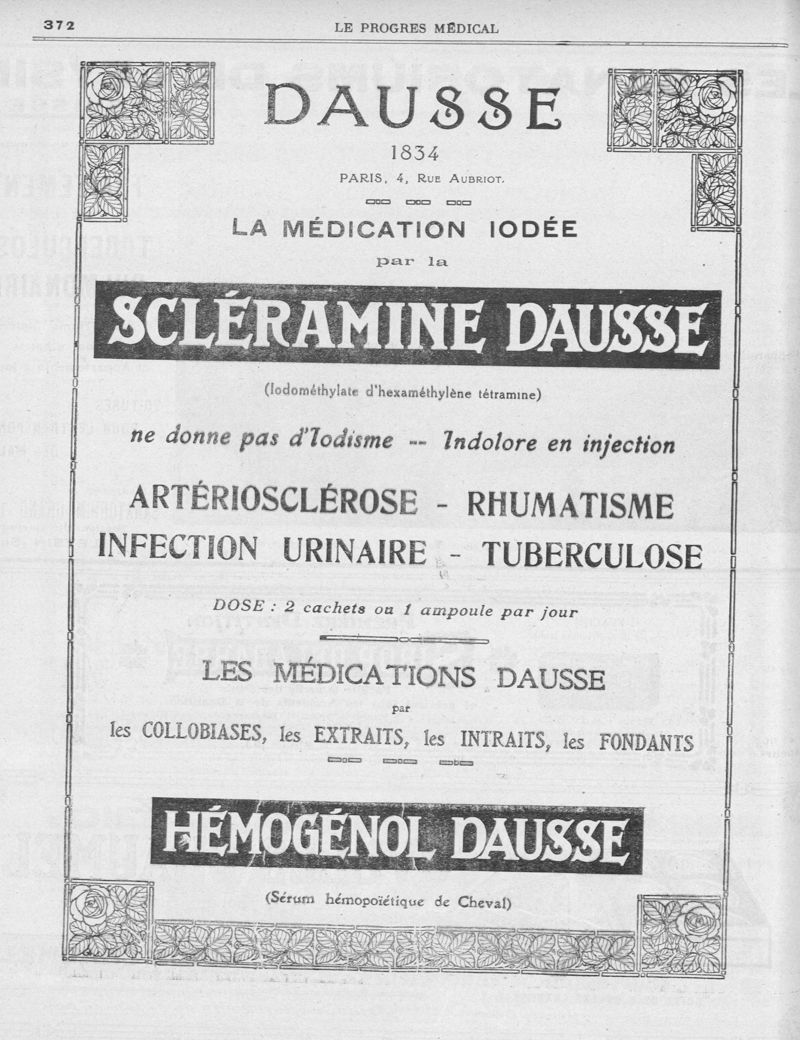 372
LE PROGRES MÉDICAL
DAUSSE
1834
PARIS, 4, RUE AUBRIOT.
LA MÉDICATION IODÉE
par la
SCLÉRAMINE DAUSSE
(Iodométhylate d'hexaméthylène tétramine)
ne donne pas d'Iodisme -- Indolore en injection
ARTÉRIOSCLÉROSE - RHUMATISME
INFECTION URINAIRE - TUBERCULOSE
DOSE : 2 cachets ou 1 ampoule par jour
LES MÉDICATIONS DAUSSE
par
les COLLOBIASES, les EXTRAITS, les INTRAITS, les FONDANTS
HÉMOGÉNOL DAUSSE
(Sérum hémopoïétique de Cheval)